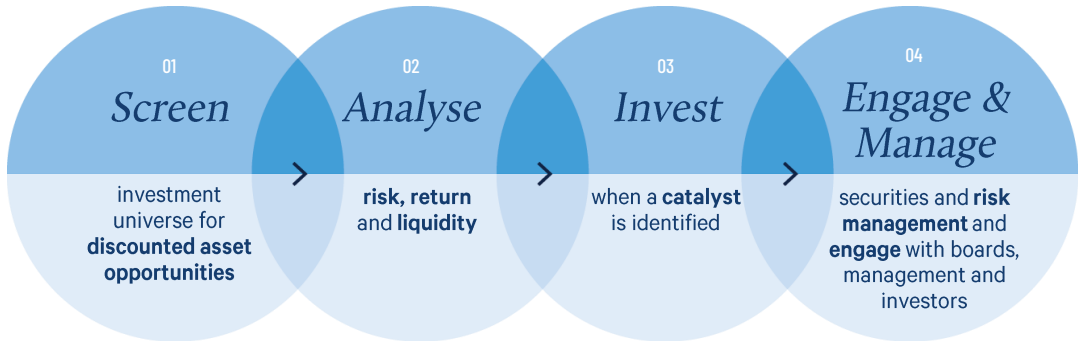 01
Screen
investment
universe for
discounted asset
opportunities
02
Analyse
risk, return
and liquidity
03
Invest
when a catalyst
is identified
04
Engage &
Manage
securities and risk
management and
engage with boards,
management and
investors